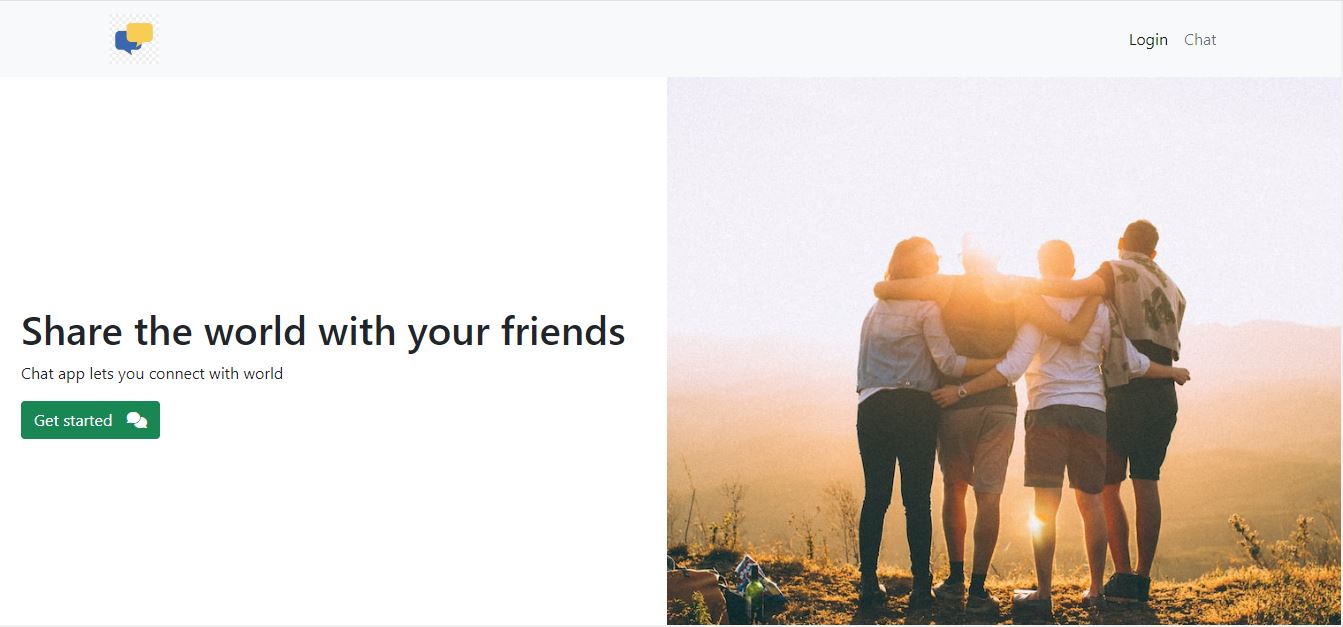 Login Chat
Share the world with your friends
Chat app lets you connect with world
Get started